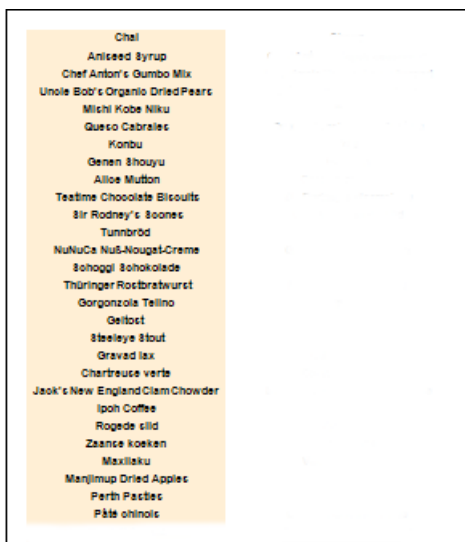 Chai
Aniseed Syrup
Chef Anton's Gumbo Mix
Uncle Bob's Organic Dried Pears
Mishi Kobe Niku
Queso Cabrales
Konbu
Genen Shouyu
Alice Mutton
Teatime Chocolate Biscuits
Sir Rodney's Scones
Tunnbröd
NuNuCa Nuß-Nougat-Creme
Schoggi Schokolade
Thüringer Rostbratwurst
Gorgonzola Telino
Geitost
Steeleye Stout
Gravad lax
Chartreuse verte
Jack's New England Clam Chowder
Ipoh Coffee
Rogede sild
Zaanse koeken
Maxilaku
Manjimup Dried Apples
Perth Pasties
Pâté chinois